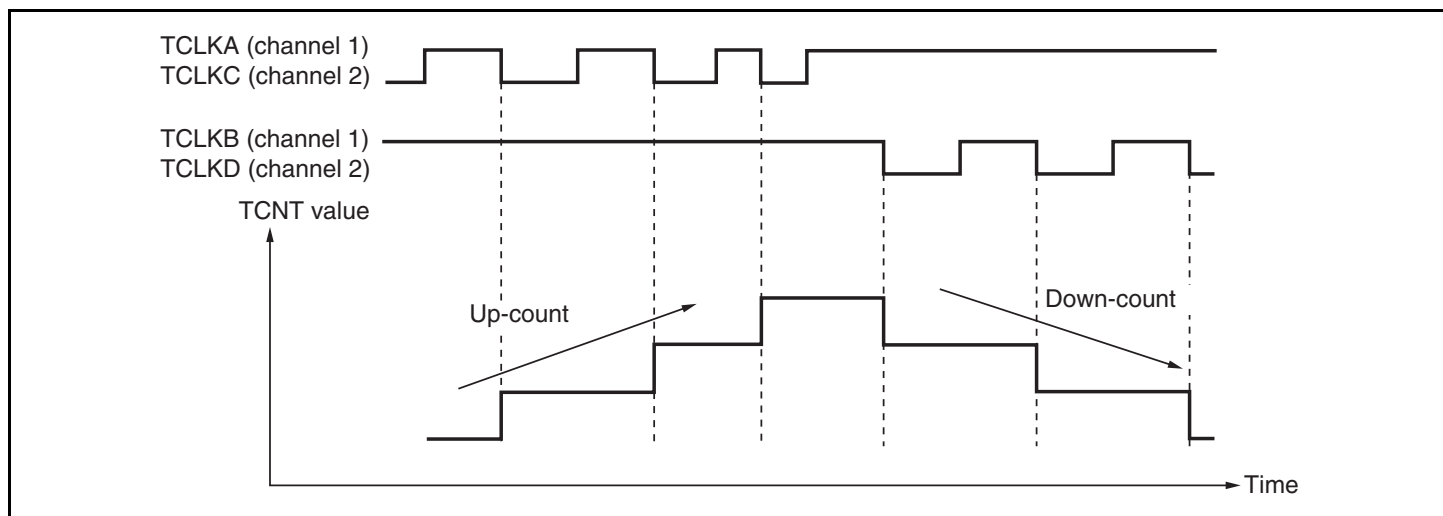 TCLKA (channel 1)
TCLKC (channel 2)
TCLKB (channel 1)
TCLKD (channel 2)
TCNT value
Up-count
Down-count
Time